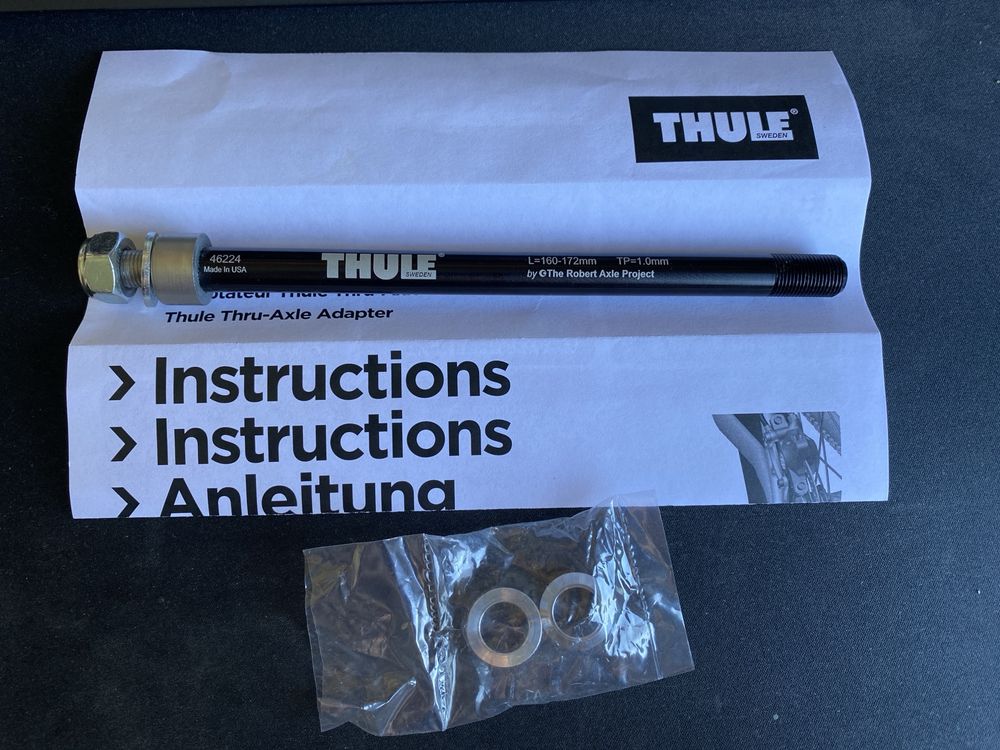 THULE®
SWEDEN
46224
Made In USA
THULE®
SWEDEN
L=160-172mm TP=1.0mm
by The Robert Axle Project
Thule Thru-Axle Adapter
> Instructions
> Instructions
> Anleitung